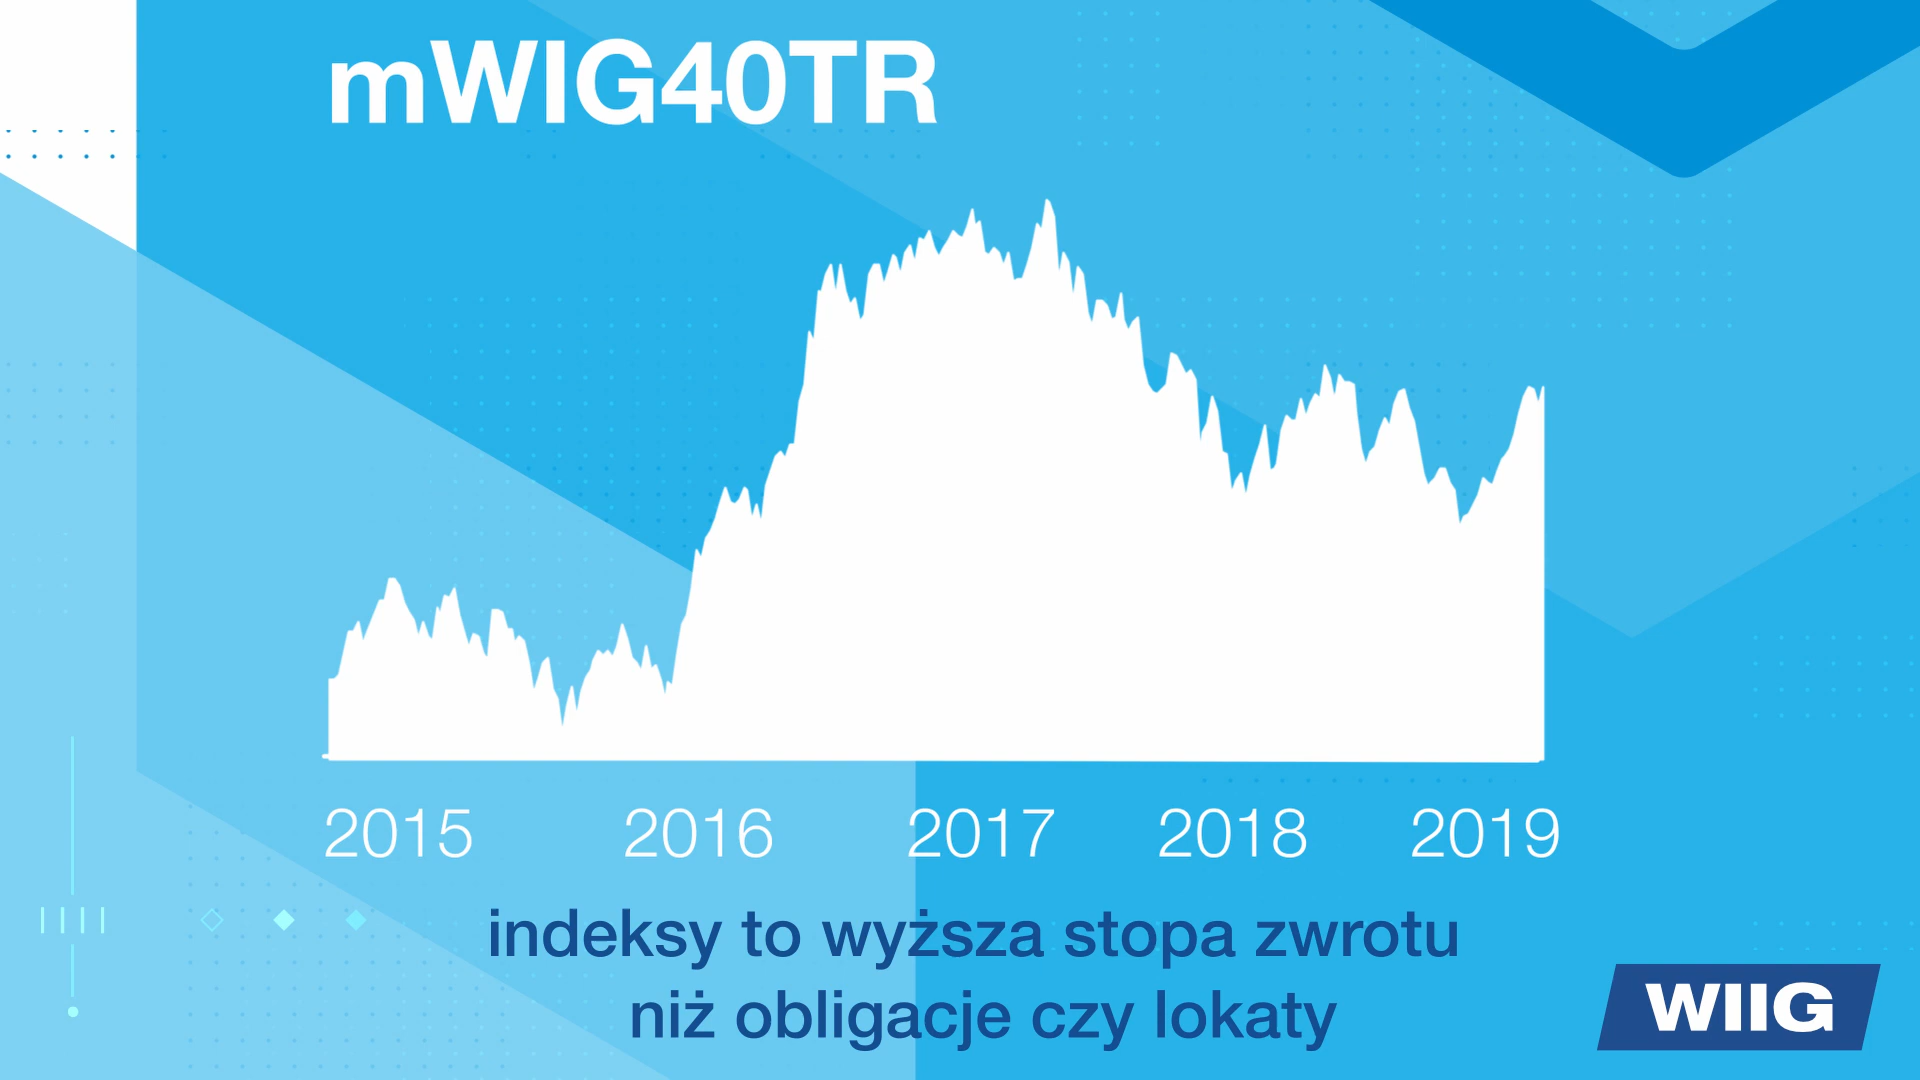 mWIG40TR
2015 2016 2017 2018 2019
indeksy to wyższa stopa zwrotu
niż obligacje czy lokaty
WIIG